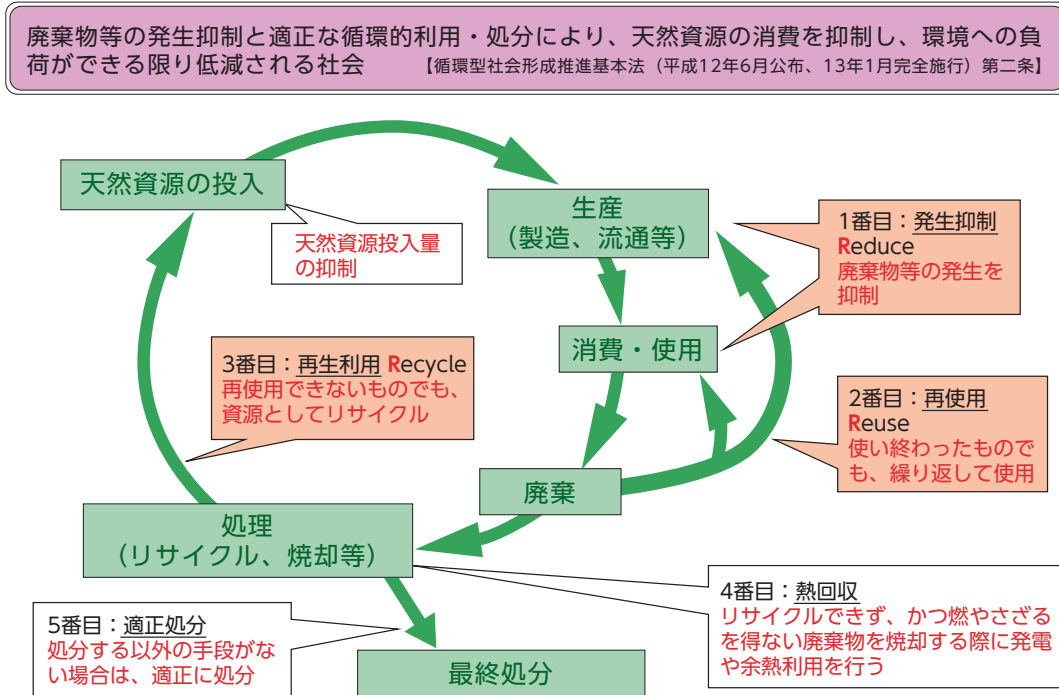 廃棄物等の発生抑制と適正な循環的利用・処分により、天然資源の消費を抑制し、環境への負
荷ができる限り低減される社会 【循環型社会形成推進基本法（平成12年6月公布、13年1月完全施行）第二条】
天然資源の投入
天然資源投入量
の抑制
生産
（製造、流通等）
1番目：発生抑制
Reduce
廃棄物等の発生を
抑制
消費・使用
3番目：再生利用 Recycle
再使用できないものでも、
資源としてリサイクル
2番目：再使用
Reuse
使い終わったもので
も、繰り返して使用
廃棄
処理
（リサイクル、焼却等）
4番目：熱回収
リサイクルできず、かつ燃やさざる
を得ない廃棄物を焼却する際に発電
や余熱利用を行う
5番目：適正処分
処分する以外の手段がな
い場合は、適正に処分
最終処分